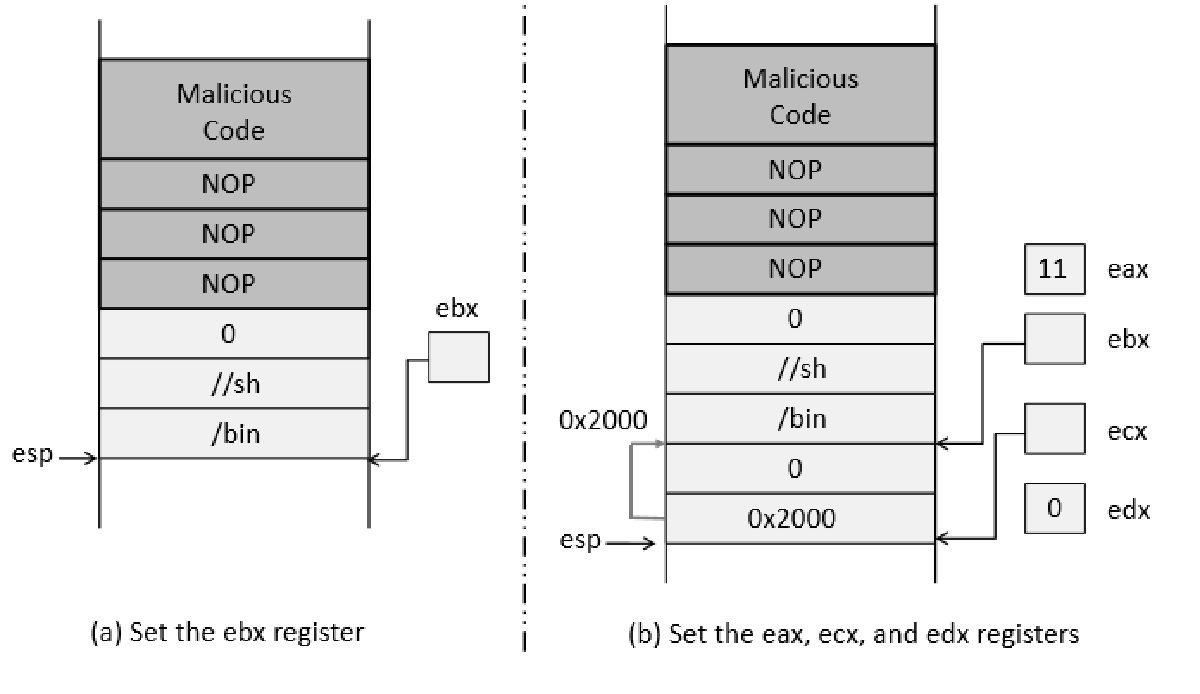 Malicious
Code
NOP
NOP
NOP
0
//sh
/bin
esp
ebx
(a) Set the ebx register
Malicious
Code
NOP
NOP
NOP
0
//sh
/bin
0
0x2000
0x2000
esp
11 eax
ebx
ecx
0 edx
(b) Set the eax, ecx, and edx registers